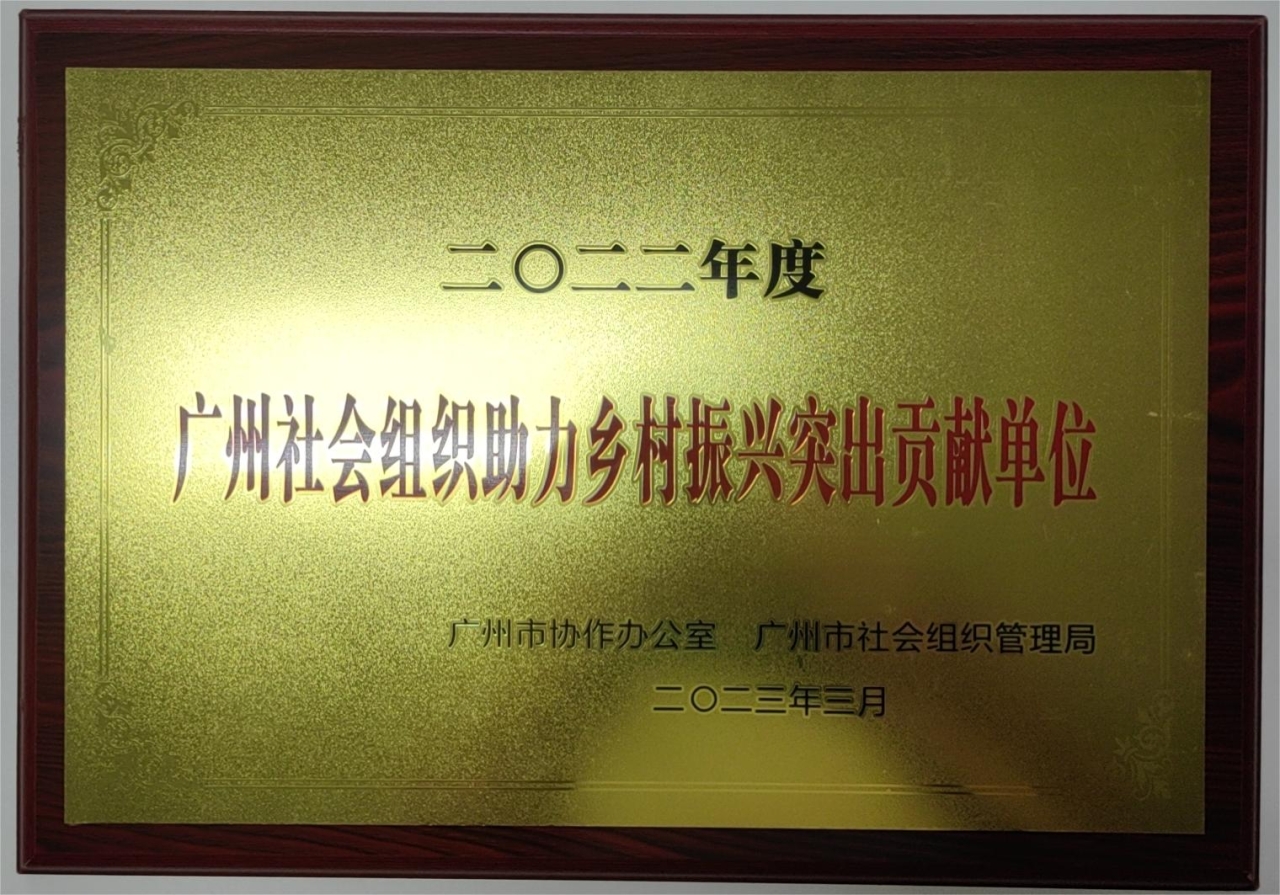 二〇二二年度
广州社会组织助力乡村振兴突出贡献单位
广州市协作办公室 广州市社会组织管理局
二〇二三年三月